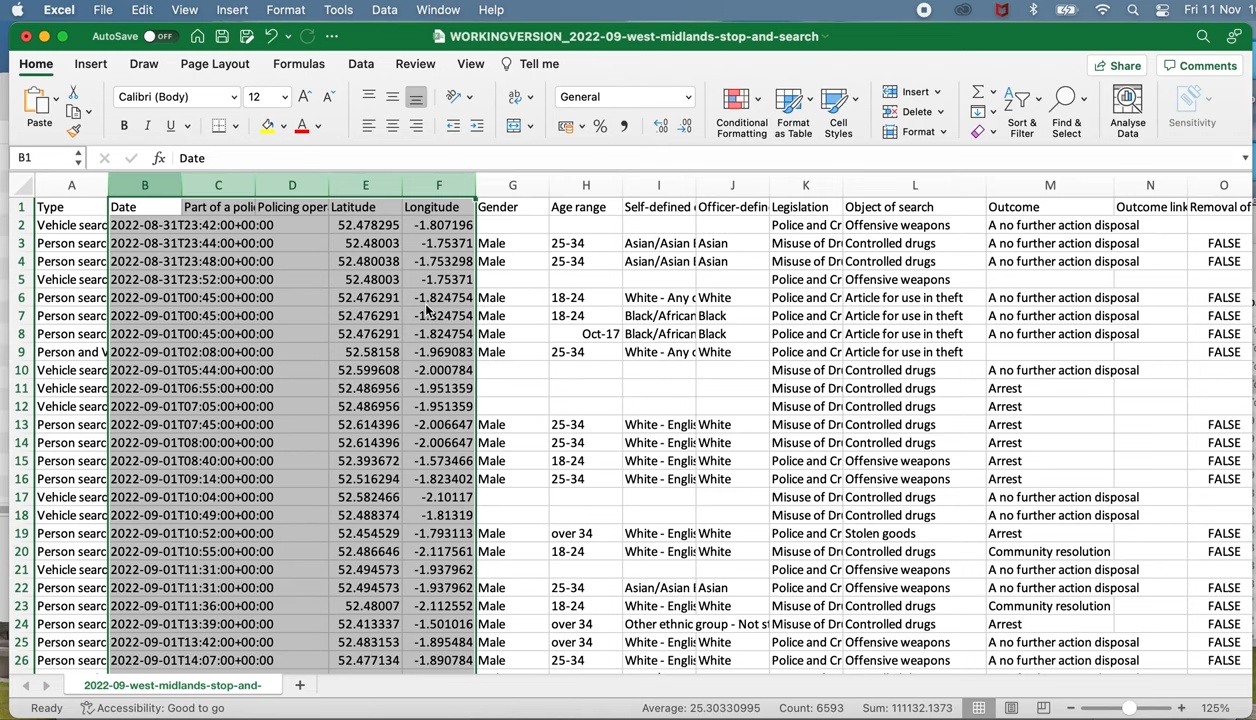 Excel File Edit View Insert Format Tools Data Window Help Fri 11 Nov
AutoSave OFF WORKINGVERSION_2022-09-west-midlands-stop-and-search
Home Insert Draw Page Layout Formulas Data Review View Tell me Share Comments
Paste Calibri (Body) 12 General Conditional Formatting Format as Table Cell Styles Insert Delete Format Sort & Filter Find & Select Analyse Data Sensitivity
B I U
B1 fx Date
A B C D E F G H I J K L M N O
1 Type Date Part of a poli Policing oper Latitude Longitude Gender Age range Self-defined Officer-defin Legislation Object of search Outcome Outcome link Removal of
2 Vehicle searc 2022-08-31T23:42:00+00:00 52.478295 -1.807196 Police and Cr Offensive weapons A no further action disposal
3 Person searc 2022-08-31T23:44:00+00:00 52.48003 -1.75371 Male 25-34 Asian/Asian Asian Misuse of Dr Controlled drugs A no further action disposal FALSE
4 Person searc 2022-08-31T23:48:00+00:00 52.480038 -1.753298 Male 25-34 Asian/Asian Asian Misuse of Dr Controlled drugs A no further action disposal FALSE
5 Vehicle searc 2022-08-31T23:52:00+00:00 52.48003 -1.75371 Police and Cr Offensive weapons
6 Person searc 2022-09-01T00:45:00+00:00 52.476291 -1.824754 Male 18-24 White - Any White Police and Cr Article for use in theft A no further action disposal FALSE
7 Person searc 2022-09-01T00:45:00+00:00 52.476291 -1.824754 Male 18-24 Black/African Black Police and Cr Article for use in theft A no further action disposal FALSE
8 Person searc 2022-09-01T00:45:00+00:00 52.476291 -1.824754 Male Oct-17 Black/African Black Police and Cr Article for use in theft A no further action disposal FALSE
9 Person and V 2022-09-01T02:08:00+00:00 52.58158 -1.969083 Male 25-34 White - Any White Police and Cr Article for use in theft FALSE
10 Vehicle searc 2022-09-01T05:44:00+00:00 52.599608 -2.000784 Misuse of Dr Controlled drugs A no further action disposal
11 Vehicle searc 2022-09-01T06:55:00+00:00 52.486956 -1.951359 Misuse of Dr Controlled drugs Arrest
12 Vehicle searc 2022-09-01T07:05:00+00:00 52.486956 -1.951359 Misuse of Dr Controlled drugs Arrest
13 Person searc 2022-09-01T07:45:00+00:00 52.614396 -2.006647 Male 25-34 White - Englis White Misuse of Dr Controlled drugs Arrest FALSE
14 Person searc 2022-09-01T08:00:00+00:00 52.614396 -2.006647 Male 25-34 White - Englis White Misuse of Dr Controlled drugs Arrest FALSE
15 Person searc 2022-09-01T08:40:00+00:00 52.393672 -1.573466 Male 18-24 White - Englis White Police and Cr Offensive weapons Arrest FALSE
16 Person searc 2022-09-01T09:14:00+00:00 52.516294 -1.823402 Male 25-34 White - Englis White Police and Cr Offensive weapons Arrest FALSE
17 Vehicle searc 2022-09-01T10:04:00+00:00 52.582466 -2.10117 Misuse of Dr Controlled drugs A no further action disposal
18 Vehicle searc 2022-09-01T10:49:00+00:00 52.488374 -1.81319 Misuse of Dr Controlled drugs A no further action disposal
19 Person searc 2022-09-01T10:52:00+00:00 52.454529 -1.793113 Male over 34 White - Englis White Police and Cr Stolen goods Arrest FALSE
20 Person searc 2022-09-01T10:55:00+00:00 52.486646 -2.117561 Male 18-24 White - Englis White Misuse of Dr Controlled drugs Community resolution FALSE
21 Vehicle searc 2022-09-01T11:31:00+00:00 52.494573 -1.937962 Police and Cr Offensive weapons A no further action disposal
22 Person searc 2022-09-01T11:31:00+00:00 52.494573 -1.937962 Male 25-34 Asian/Asian Asian Police and Cr Offensive weapons A no further action disposal FALSE
23 Person searc 2022-09-01T11:36:00+00:00 52.48007 -2.112552 Male 18-24 White - Englis White Misuse of Dr Controlled drugs Community resolution FALSE
24 Person searc 2022-09-01T13:39:00+00:00 52.413337 -1.501016 Male over 34 Other ethnic group - Not st Misuse of Dr Controlled drugs Arrest FALSE
25 Person searc 2022-09-01T13:42:00+00:00 52.483153 -1.895484 Male over 34 White - Englis White Police and Cr Offensive weapons A no further action disposal FALSE
26 Person searc 2022-09-01T14:07:00+00:00 52.477134 -1.890784 Male 25-34 White - Englis White Police and Cr Offensive weapons A no further action disposal FALSE
2022-09-west-midlands-stop-and-
Ready Accessibility: Good to go Average: 25.30330995 Count: 6593 Sum: 111132.1373 125%